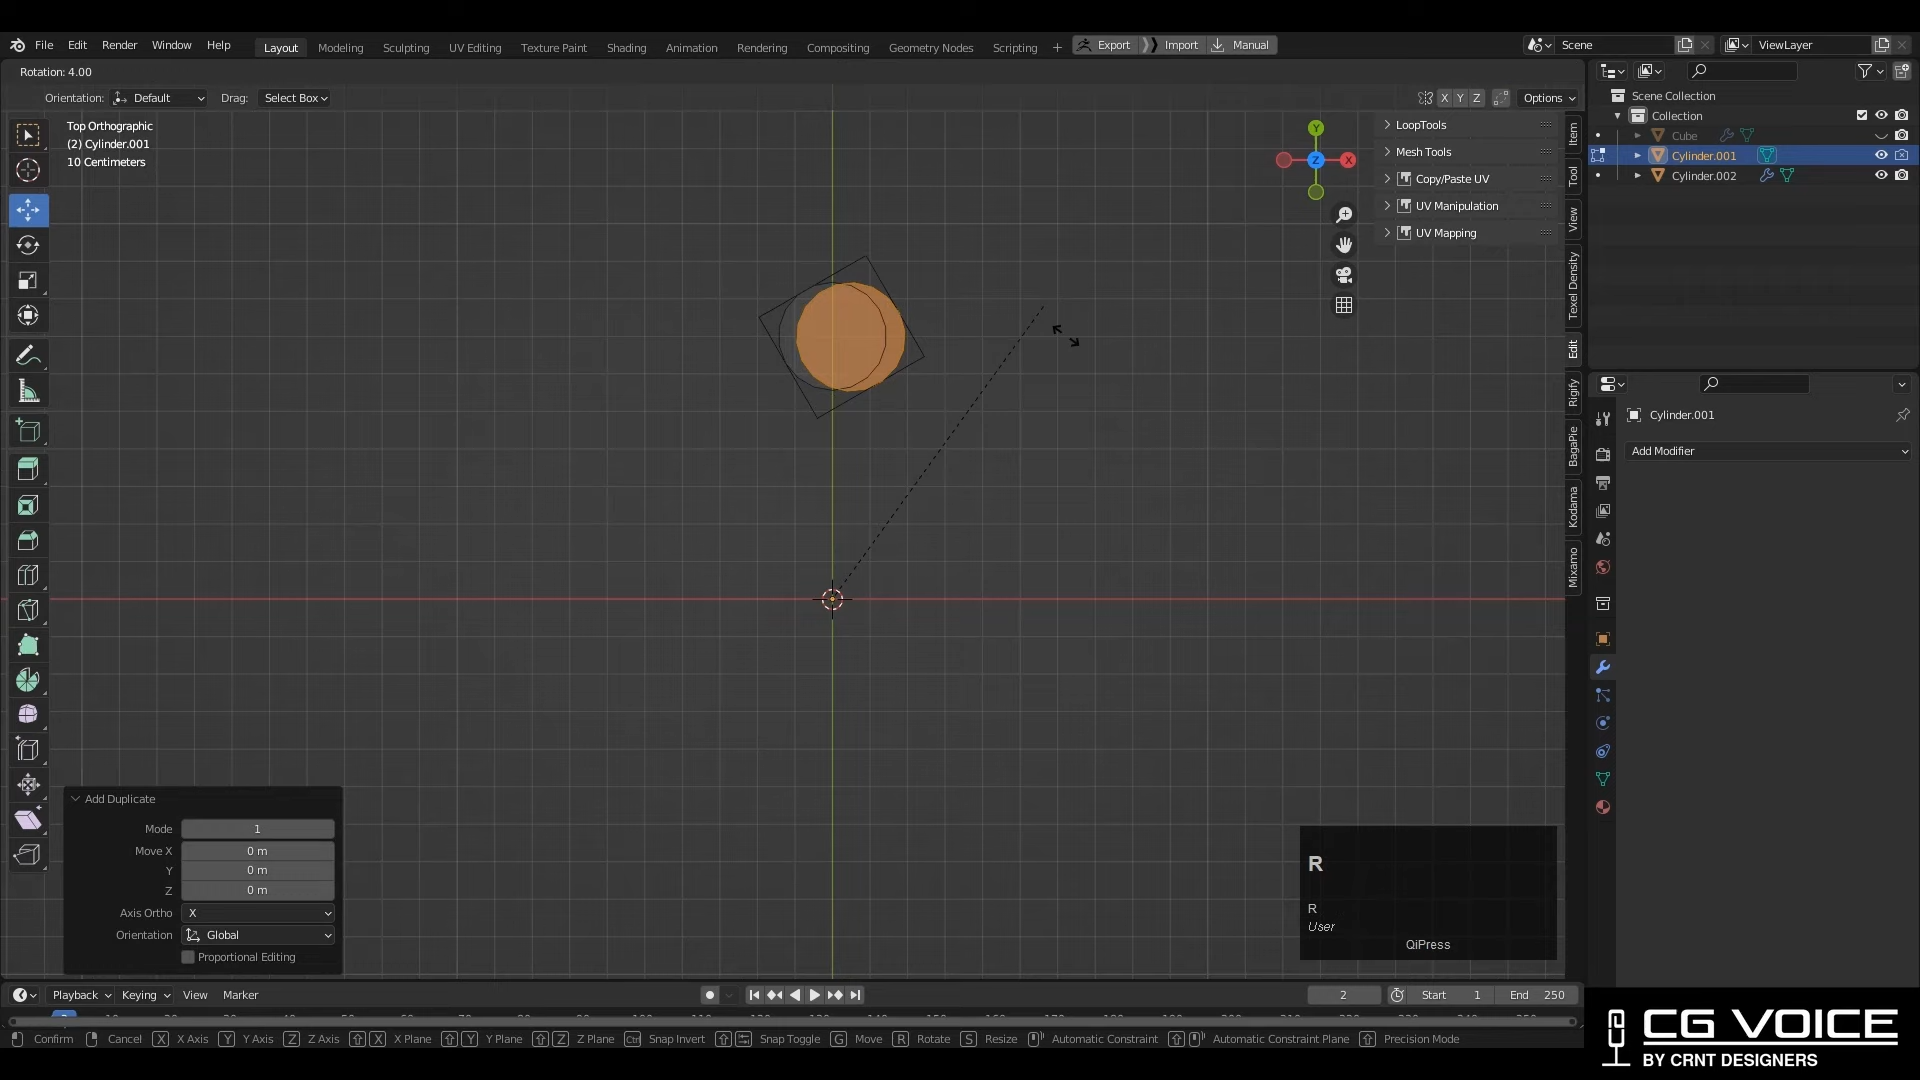 File Edit Render Window Help Layout Modeling Sculpting UV Editing Texture Paint Shading Animation Rendering Compositing Geometry Nodes Scripting + Export Import Manual Scene ViewLayer
Rotation: 4.00
Orientation: Default Drag: Select Box X Y Z Options
Top Orthographic
(2) Cylinder.001
10 Centimeters
Y
Z
X
LoopTools
Mesh Tools
Copy/Paste UV
UV Manipulation
UV Mapping
Item
Tool
View
Texel Density
Edit
Rigify
BagaPie
Kodama
Mixamo
Scene Collection
Collection
Cube
Cylinder.001
Cylinder.002
Cylinder.001
Add Modifier
Add Duplicate
Mode 1
Move X 0 m
Y 0 m
Z 0 m
Axis Ortho X
Orientation Global
Proportional Editing
R
R
User
QiPress
Playback Keying View Marker 2 Start 1 End 250
Confirm Cancel X X Axis Y Y Axis Z Z Axis X X Plane Y Y Plane Z Z Plane Ctrl Snap Invert Snap Toggle G Move R Rotate S Resize Automatic Constraint Automatic Constraint Plane Precision Mode
CG VOICE
BY CRNT DESIGNERS